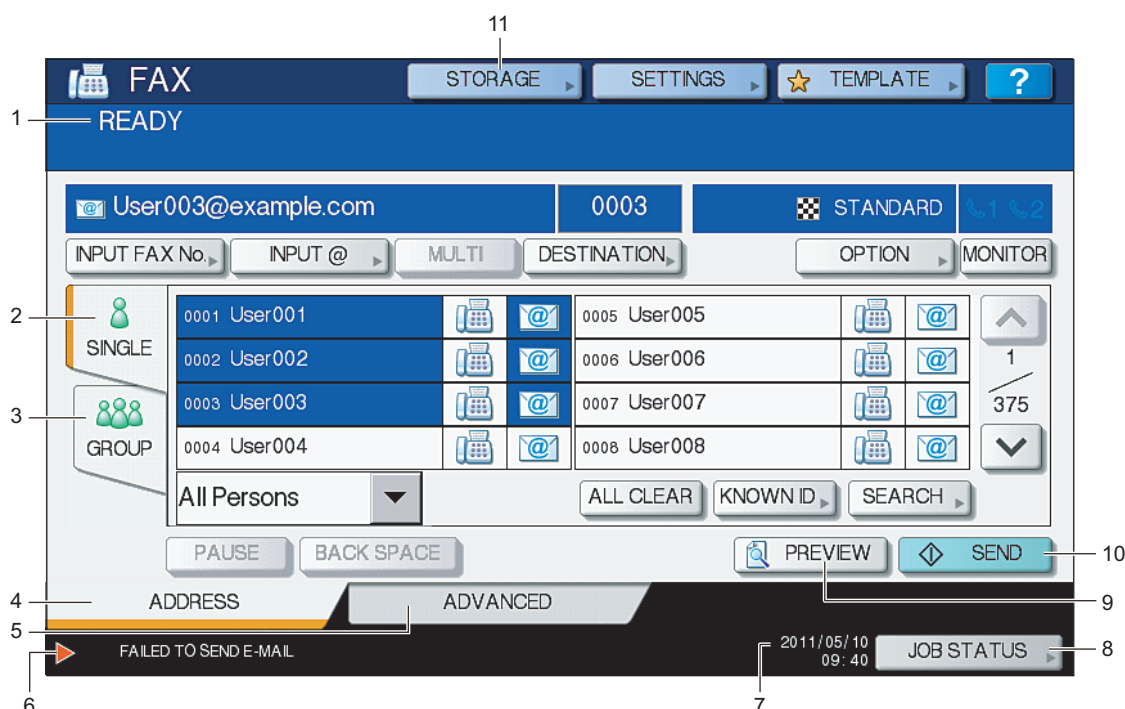 11
FAX STORAGE SETTINGS TEMPLATE ?
1 READY
User003@example.com 0003 STANDARD 1 2
INPUT FAX No. INPUT @ MULTI DESTINATION OPTION MONITOR
2 SINGLE
0001 User001 @ 0005 User005 @
0002 User002 @ 0006 User006 @
1
3 GROUP
0003 User003 @ 0007 User007 @
375
0004 User004 @ 0008 User008 @
All Persons ALL CLEAR KNOWN ID SEARCH
PAUSE BACK SPACE PREVIEW SEND 10
4 ADDRESS ADVANCED 9
5
6 FAILED TO SEND E-MAIL 2011/05/10
09:40 JOB STATUS 8
7